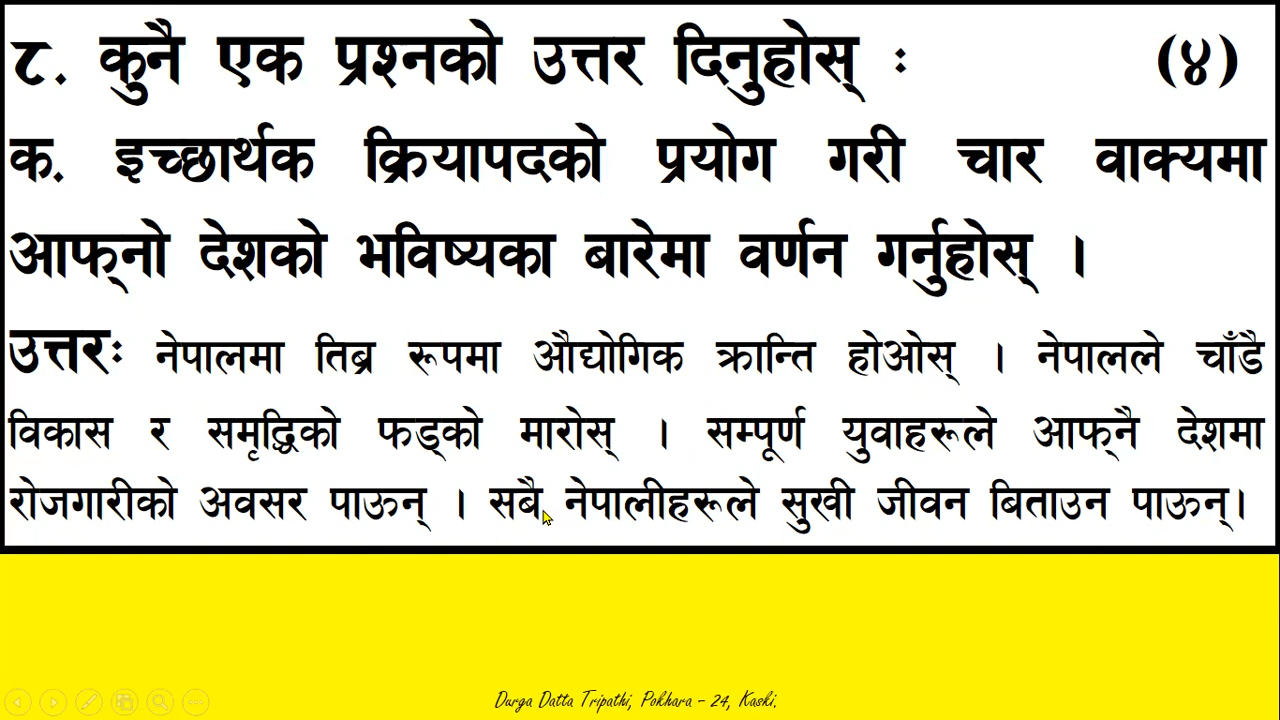 ८. कुनै एक प्रश्नको उत्तर दिनुहोस् : (४)
क. इच्छार्थक क्रियापदको प्रयोग गरी चार वाक्यमा
आफ्नो देशको भविष्यका बारेमा वर्णन गर्नुहोस् ।
उत्तरः नेपालमा तिब्र रूपमा औद्योगिक क्रान्ति होओस् । नेपालले चाँडै
विकास र समृद्धिको फड्को मारोस् । सम्पूर्ण युवाहरूले आफ्नै देशमा
रोजगारीको अवसर पाऊन् । सबै नेपालीहरूले सुखी जीवन बिताउन पाऊन्।
Durga Datta Tripathi, Pokhara – 24, Kaski.